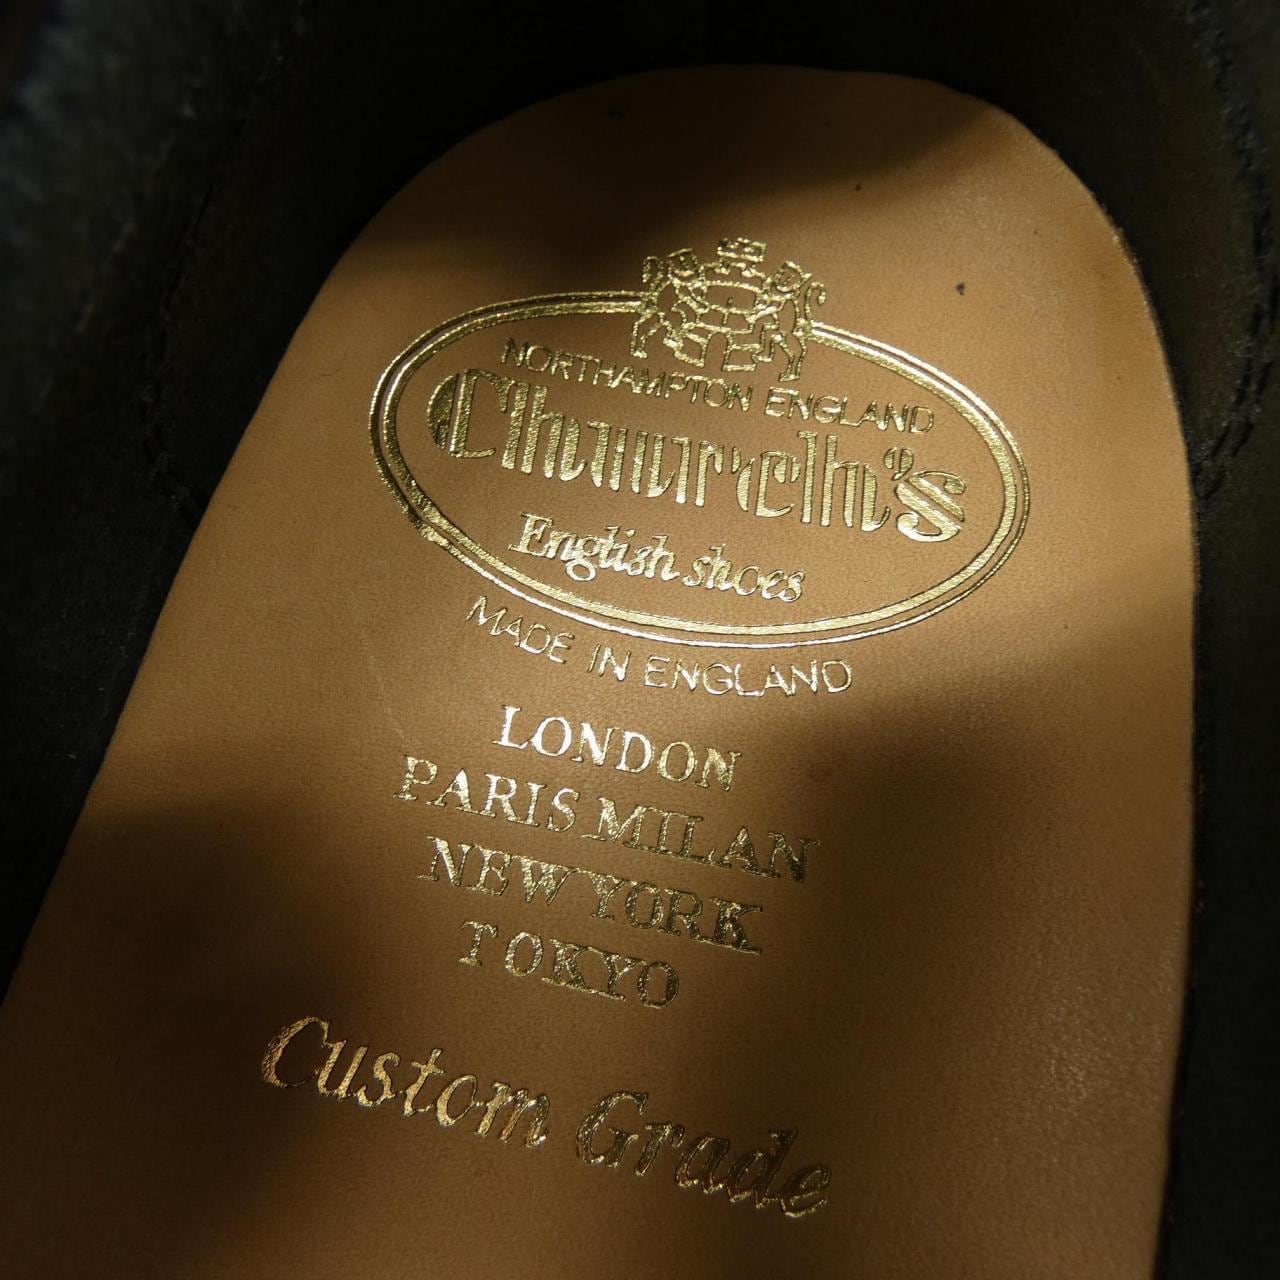 NORTHAMPTON ENGLAND
Church's
English shoes
MADE IN ENGLAND
LONDON
PARIS MILAN
NEW YORK
TOKYO
Custom Grade